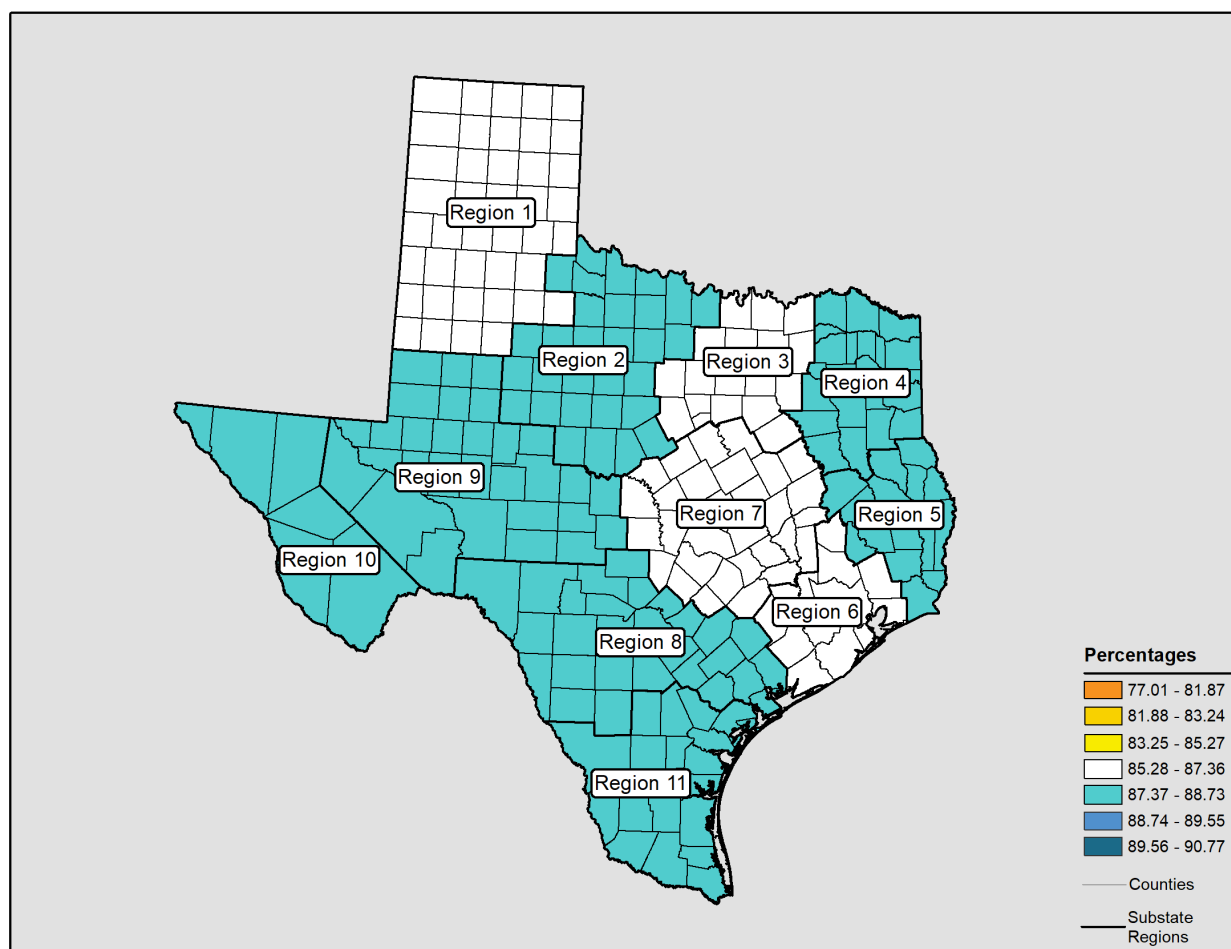 Region 1
Region 2
Region 3
Region 4
Region 9
Region 7
Region 5
Region 10
Region 6
Region 8
Region 11
Percentages
77.01 - 81.87
81.88 - 83.24
83.25 - 85.27
85.28 - 87.36
87.37 - 88.73
88.74 - 89.55
89.56 - 90.77
Counties
Substate
Regions